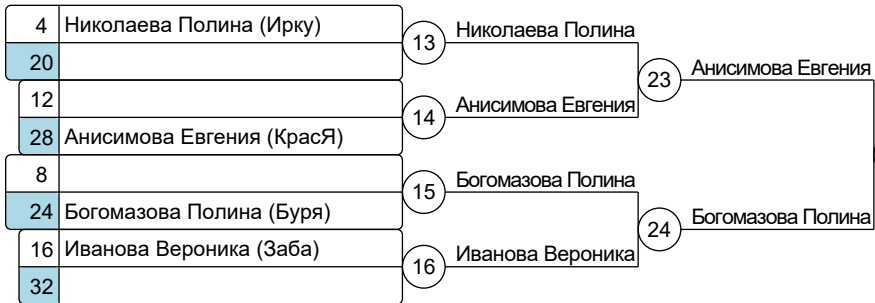 4 Николаева Полина (Ирку)
20
12
28 Анисимова Евгения (КрасЯ)
8
24 Богомазова Полина (Буря)
16 Иванова Вероника (Заба)
32
13 Николаева Полина
14 Анисимова Евгения
15 Богомазова Полина
16 Иванова Вероника
23 Анисимова Евгения
24 Богомазова Полина